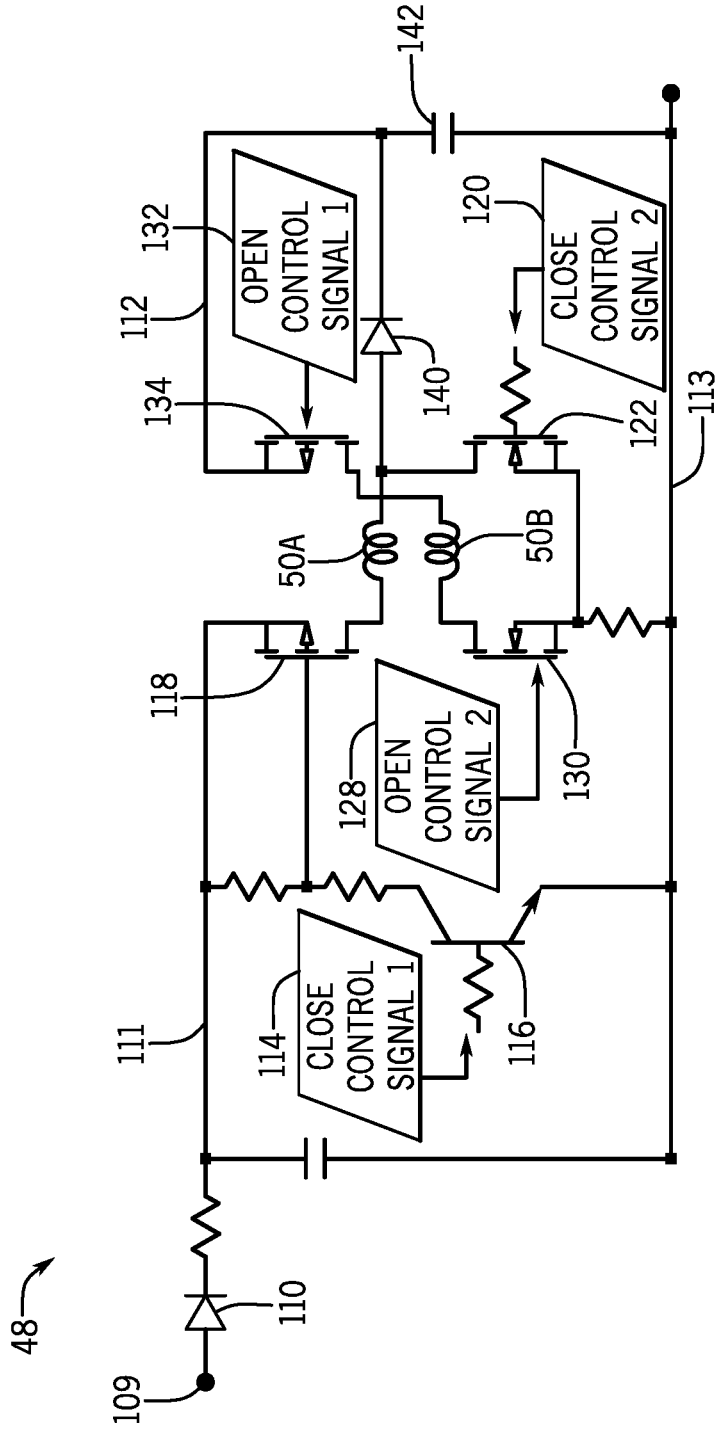 48
109
110
111
114
CLOSE
CONTROL
SIGNAL 1
116
118
128
OPEN
CONTROL
SIGNAL 2
130
50A
50B
134
112
132
OPEN
CONTROL
SIGNAL 1
140
142
122
120
CLOSE
CONTROL
SIGNAL 2
113